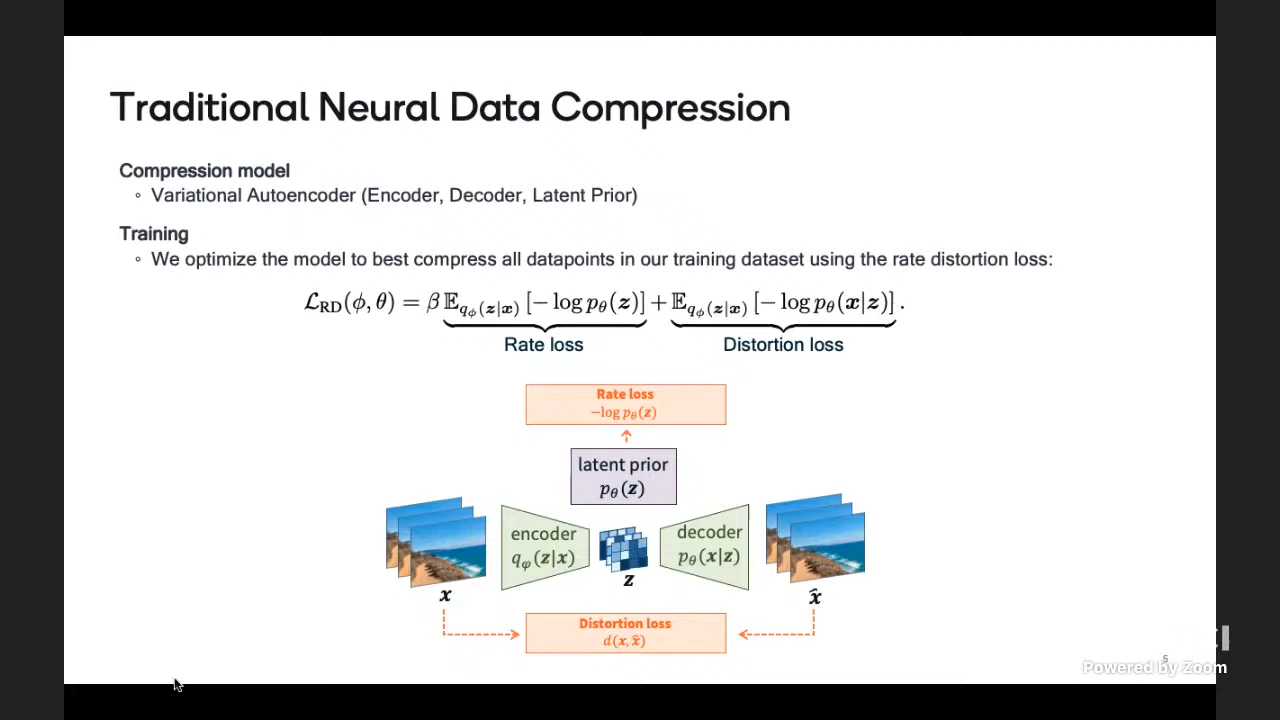 Traditional Neural Data Compression
Compression model
◦ Variational Autoencoder (Encoder, Decoder, Latent Prior)
Training
◦ We optimize the model to best compress all datapoints in our training dataset using the rate distortion loss:
ℒ_RD(ϕ, θ) = β 𝔼_{q_ϕ(z|x)} [− log p_θ(z)] + 𝔼_{q_ϕ(z|x)} [− log p_θ(x|z)] .
Rate loss Distortion loss
Rate loss
−log p_θ(z)
latent prior
p_θ(z)
encoder
q_φ(z|x)
decoder
p_θ(x|z)
z
x
x̂
Distortion loss
d(x, x̂)
5
Powered by Zoom